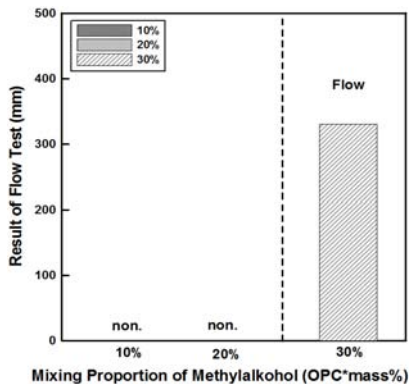 500
10%
20%
30%
400
Flow
300
200
100
non.
non.
0
10%
20%
30%
Result of Flow Test (mm)
Mixing Proportion of Methylalkohol (OPC*mass%)